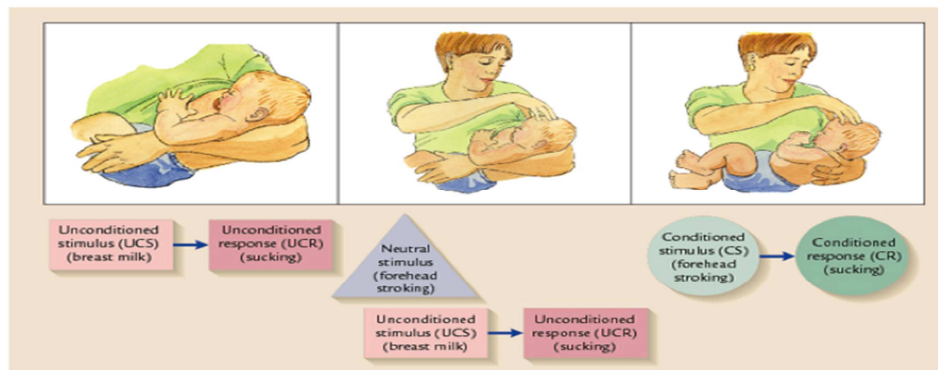 Unconditioned
stimulus (UCS)
(breast milk)
Unconditioned
response (UCR)
(sucking)
Neutral
stimulus
(forehead
stroking)
Unconditioned
stimulus (UCS)
(breast milk)
Unconditioned
response (UCR)
(sucking)
Conditioned
stimulus (CS)
(forehead
stroking)
Conditioned
response (CR)
(sucking)